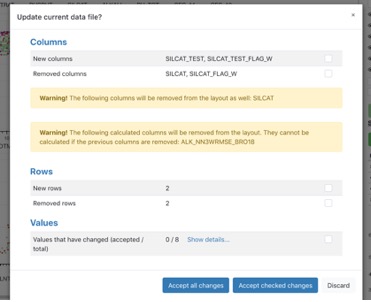 Update current data file?
×
Columns
New columns SILCAT_TEST, SILCAT_TEST_FLAG_W
Removed columns SILCAT, SILCAT_FLAG_W
Warning! The following columns will be removed from the layout as well: SILCAT
Warning! The following calculated columns will be removed from the layout. They cannot be
calculated if the previous columns are removed: ALK_NN3WRMSE_BRO18
Rows
New rows 2
Removed rows 2
Values
Values that have changed (accepted / 0 / 8 Show details...
total)
Accept all changes Accept checked changes Discard